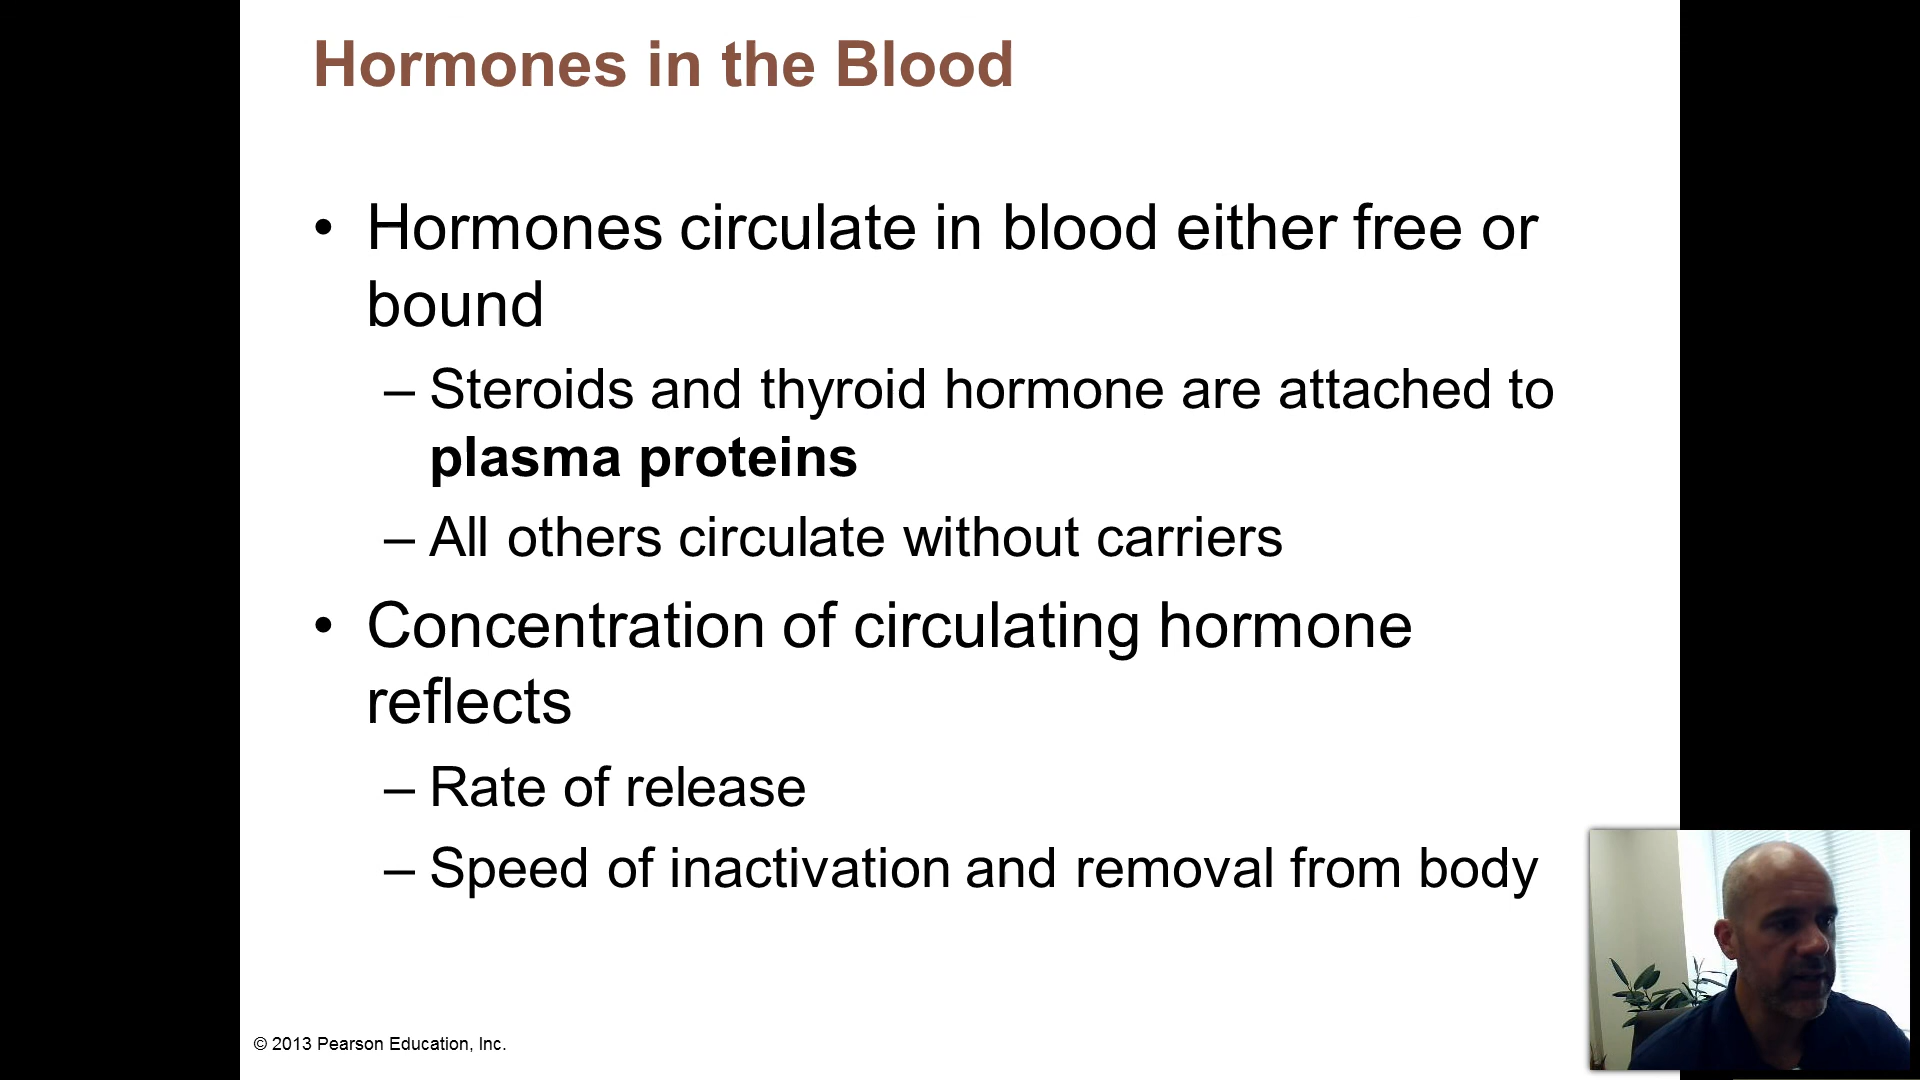 Hormones in the Blood
• Hormones circulate in blood either free or
bound
– Steroids and thyroid hormone are attached to
plasma proteins
– All others circulate without carriers
• Concentration of circulating hormone
reflects
– Rate of release
– Speed of inactivation and removal from body
© 2013 Pearson Education, Inc.